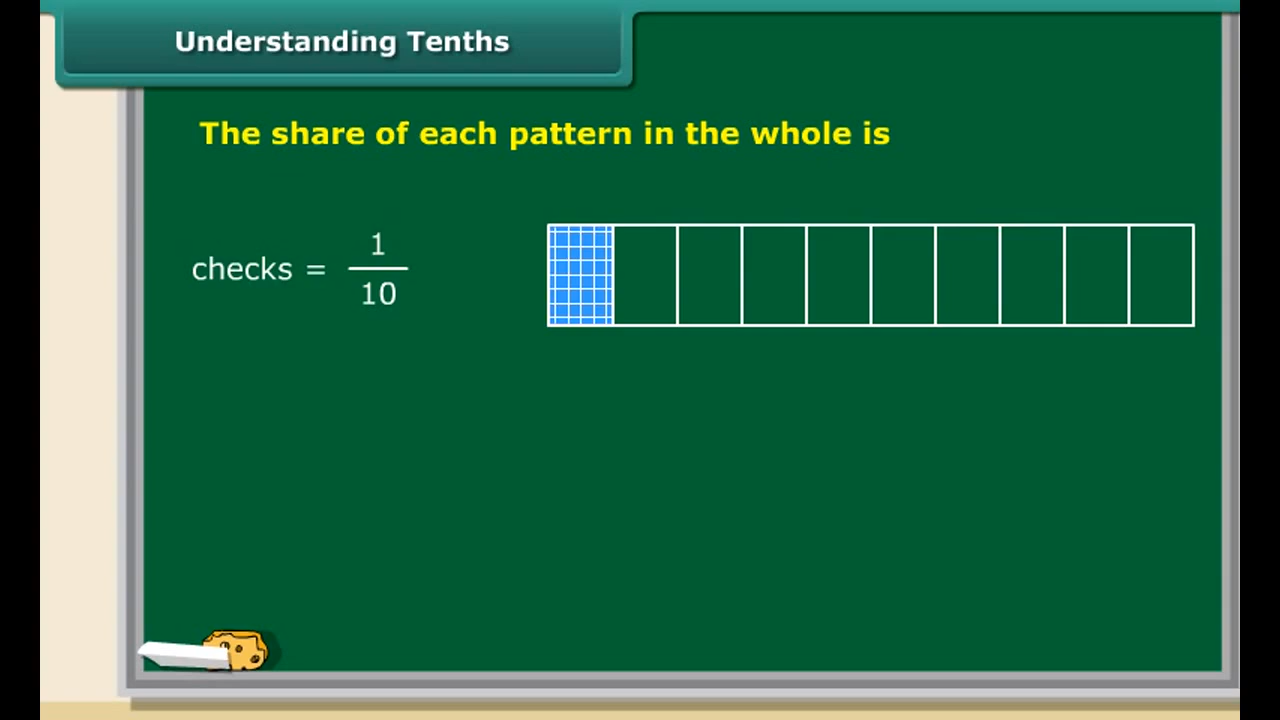 Understanding Tenths
The share of each pattern in the whole is
checks = 1/10